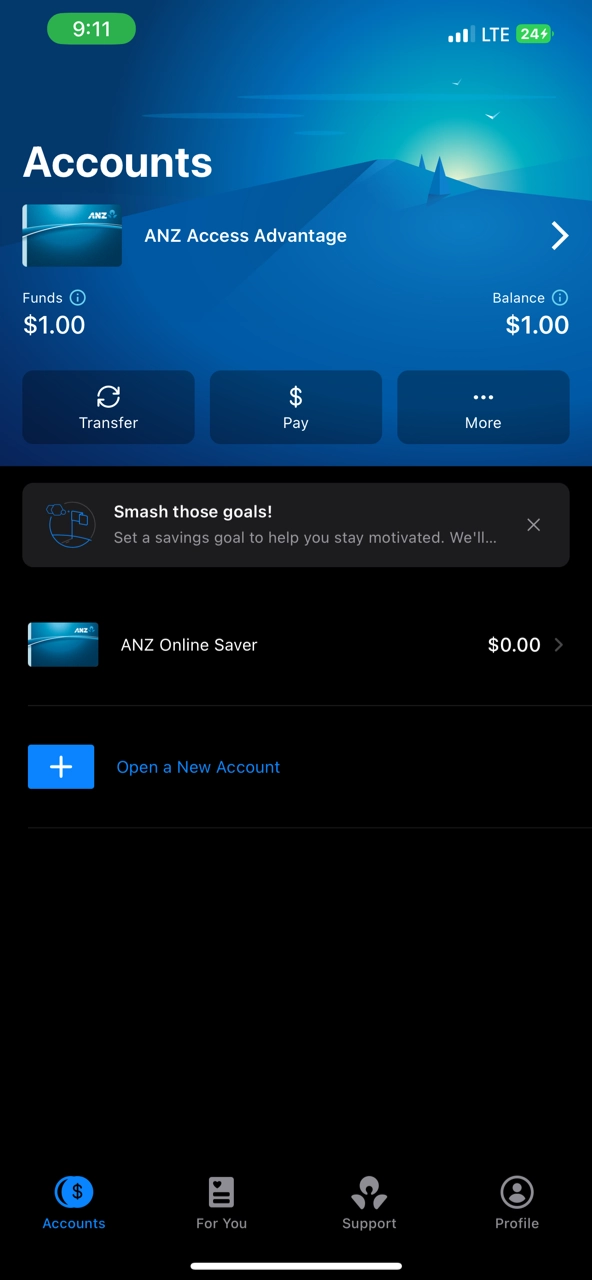 9:11
LTE 24
Accounts
ANZ
ANZ Access Advantage
Funds Balance
$1.00 $1.00
Transfer $ Pay More
Smash those goals!
Set a savings goal to help you stay motivated. We'll...
ANZ
ANZ Online Saver $0.00
Open a New Account
$
Accounts For You Support Profile